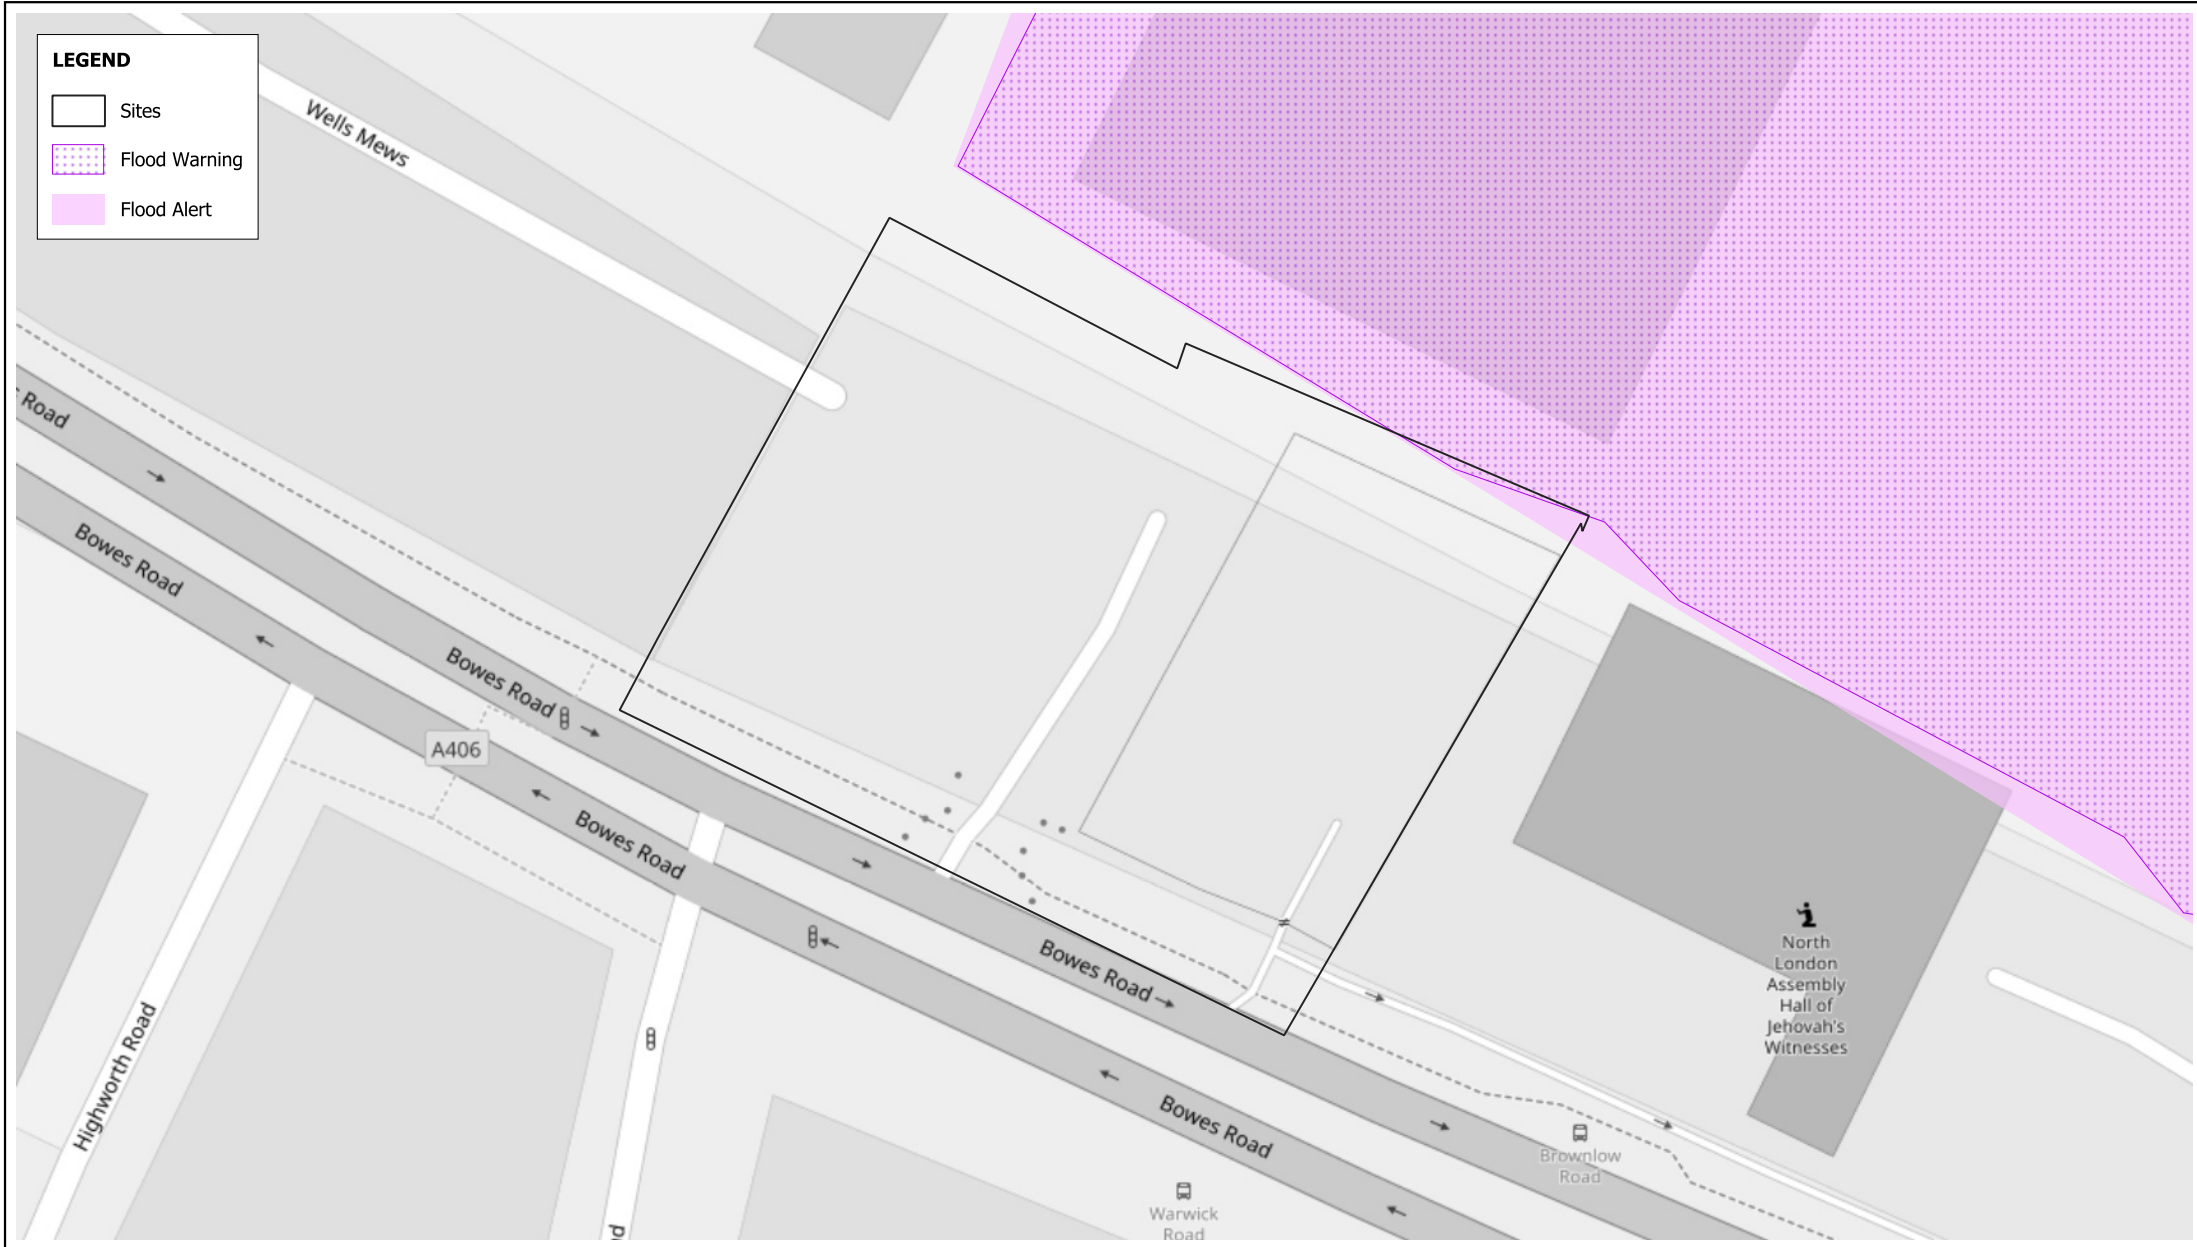 LEGEND
Sites
Flood Warning
Flood Alert
Wells Mews
Road
Bowes Road
Bowes Road
A406
Bowes Road
Bowes Road
Bowes Road
Highworth Road
North
London
Assembly
Hall of
Jehovah's
Witnesses
Brownlow
Road
Warwick
Road